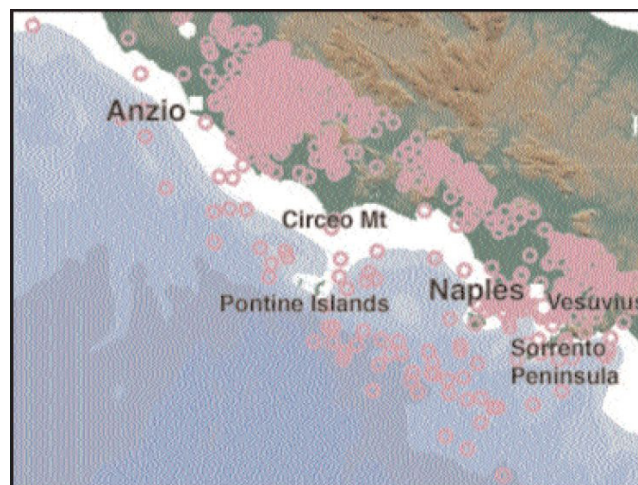 Anzio
Circeo Mt
Pontine Islands
Naples
Vesuvius
Sorrento
Peninsula